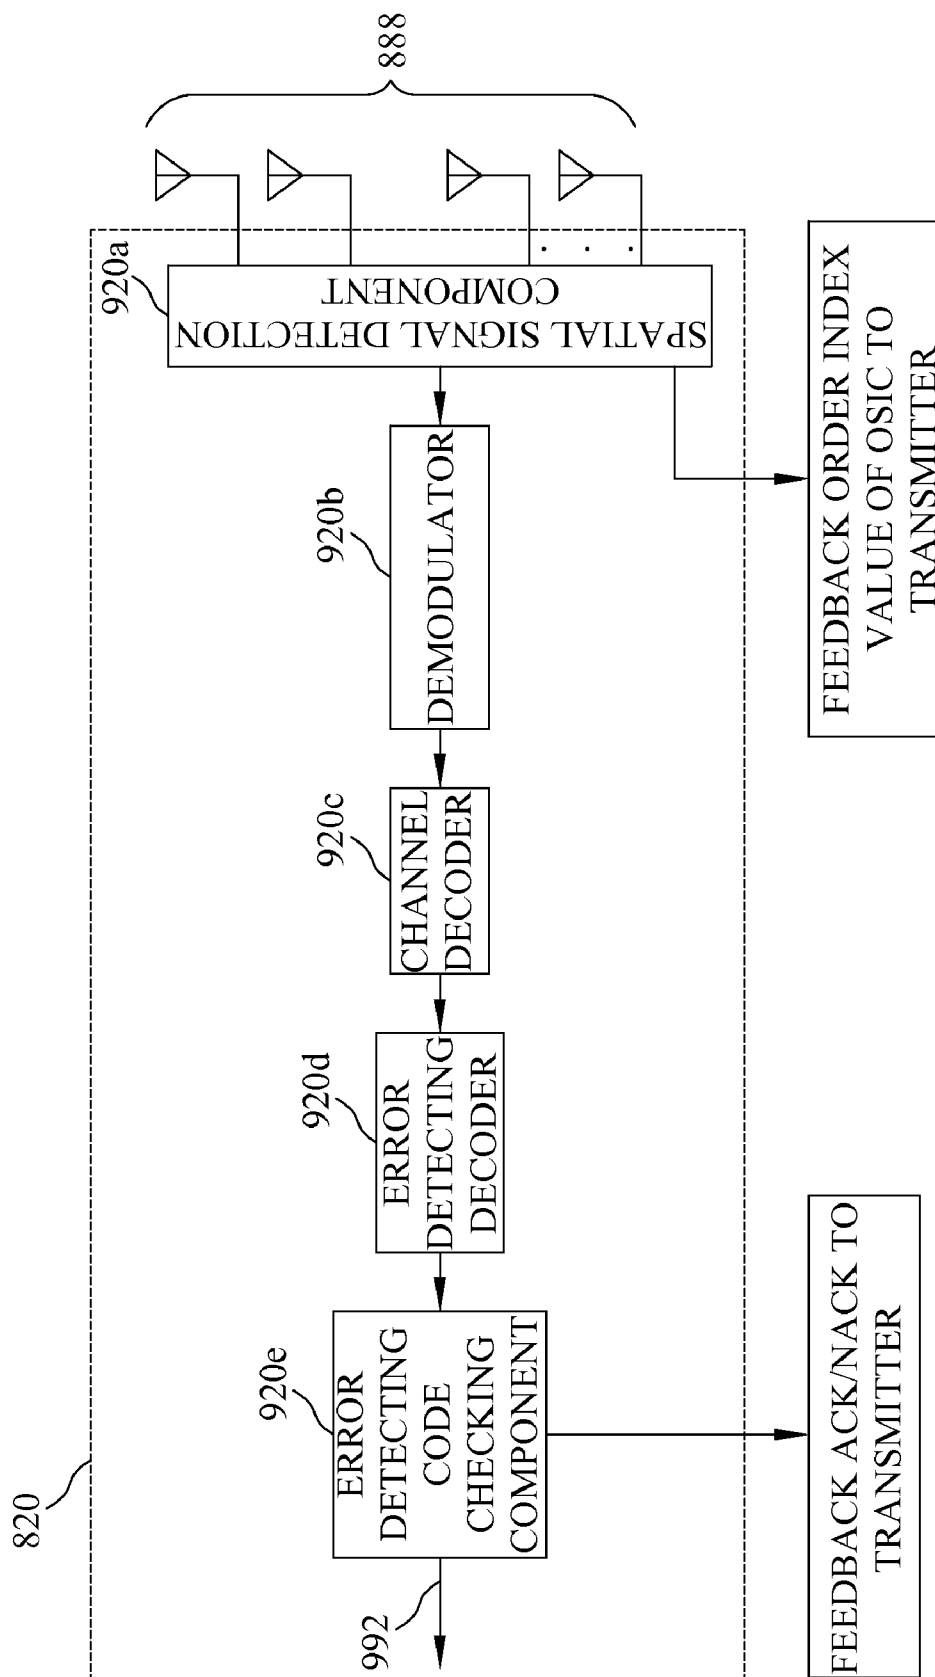 820
888
920a
SPATIAL SIGNAL DETECTION
COMPONENT
920b
DEMODULATOR
920c
CHANNEL
DECODER
920d
ERROR
DETECTING
DECODER
920e
ERROR
DETECTING
CODE
CHECKING
COMPONENT
992
FEEDBACK ORDER INDEX
VALUE OF OSIC TO
TRANSMITTER
FEEDBACK ACK/NACK TO
TRANSMITTER